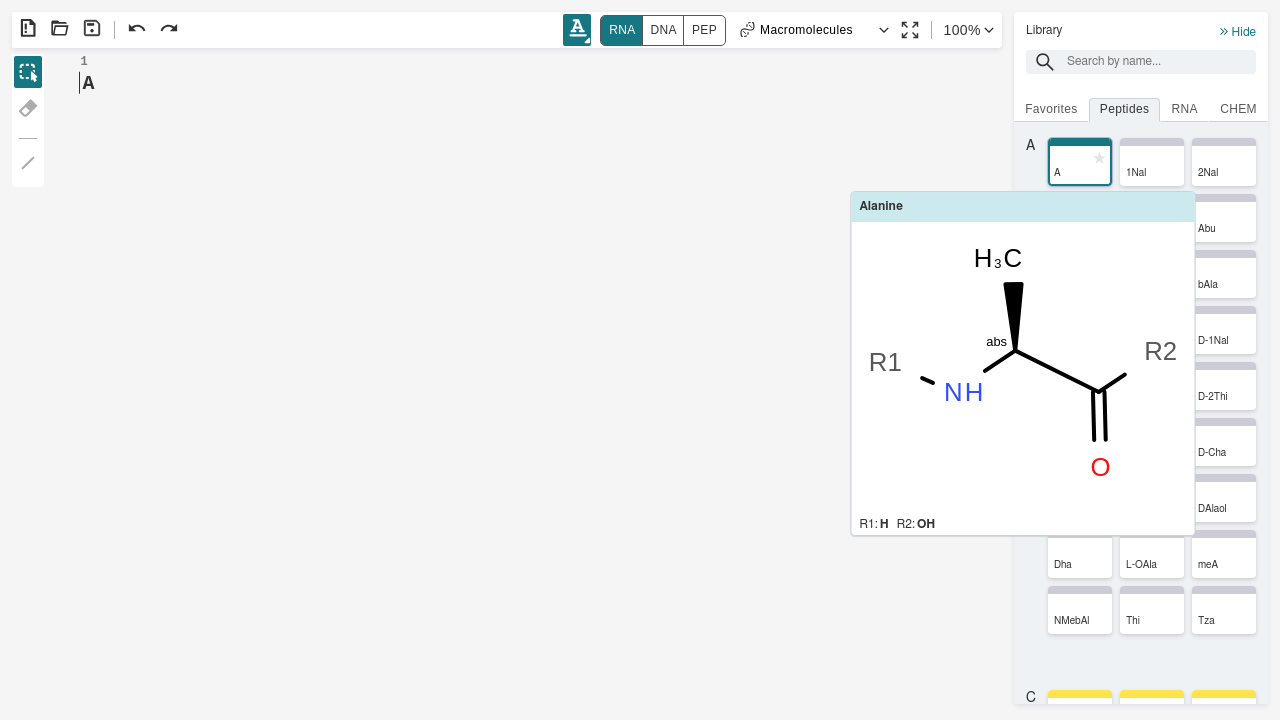 RNA DNA PEP Macromolecules 100%
Library
Hide
Search by name...
Favorites Peptides RNA CHEM
1
A
A
A 1Nal 2Nal
Abu
bAla
D-1Nal
D-2Thi
D-Cha
DAlaol
Dha L-OAla meA
NMebAl Thi Tza
C
Alanine
H3C
abs
R1
R2
NH
O
R1: H R2: OH